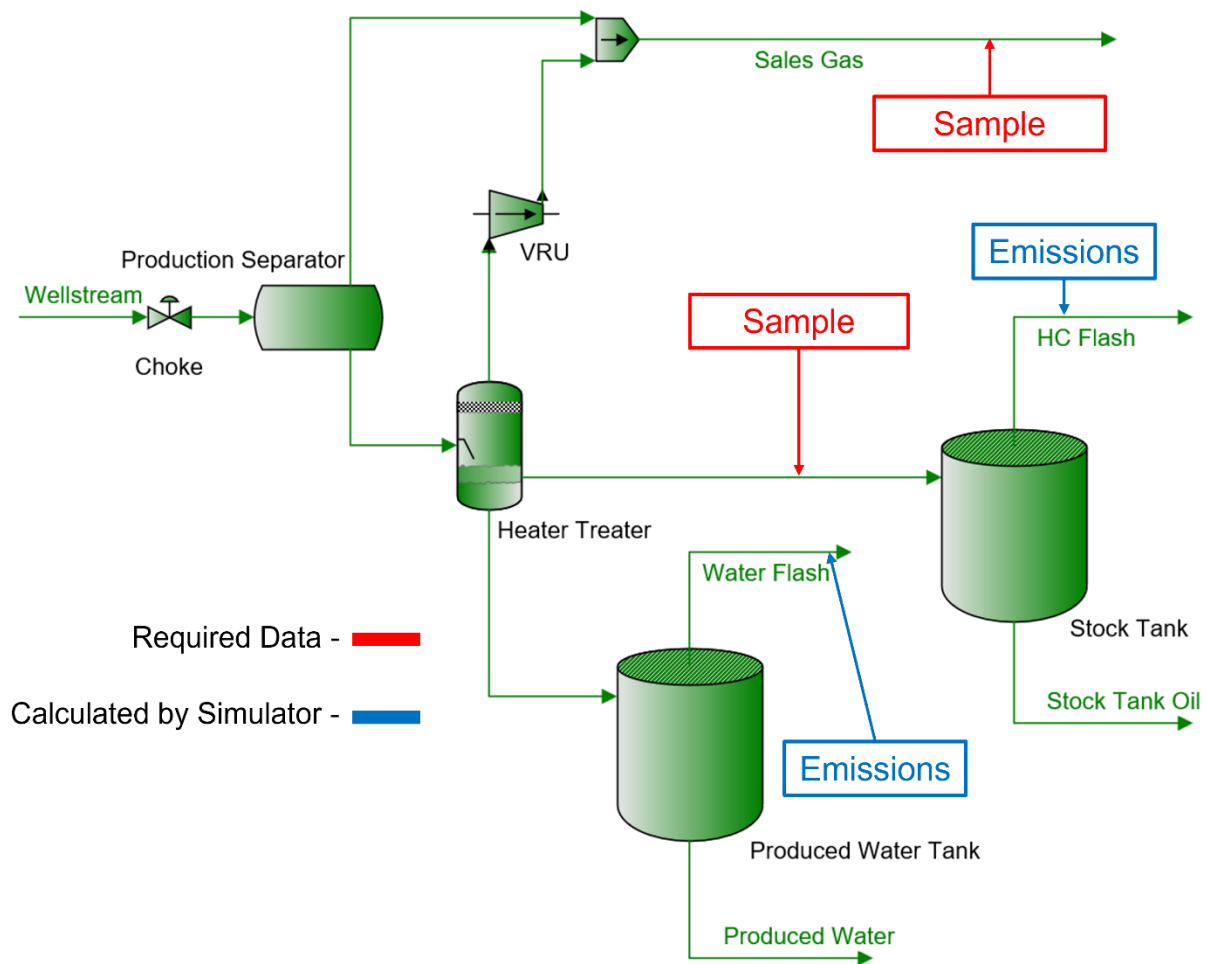 Sales Gas
Sample
Emissions
VRU
Production Separator
Wellstream
Choke
Sample
HC Flash
Heater Treater
Water Flash
Required Data -
Stock Tank
Calculated by Simulator -
Stock Tank Oil
Emissions
Produced Water Tank
Produced Water